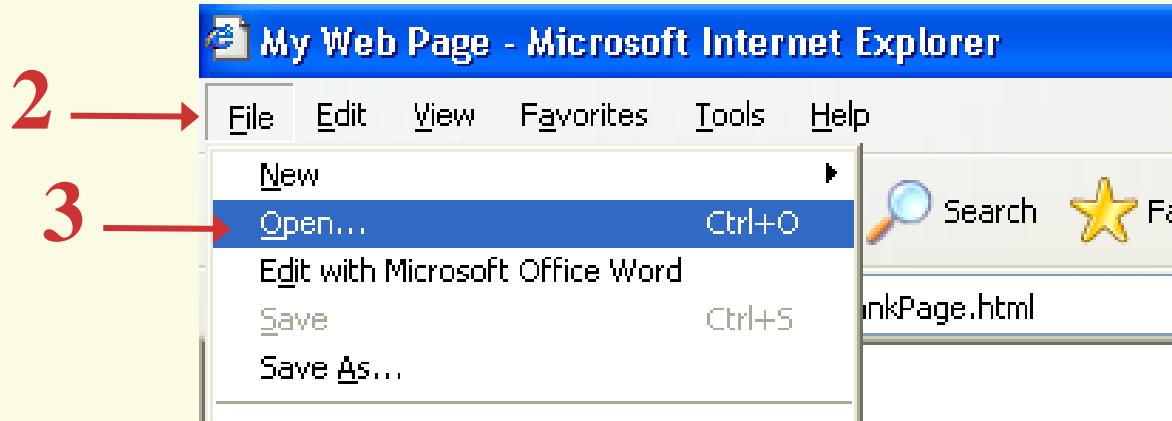 My Web Page - Microsoft Internet Explorer
2
File Edit View Favorites Tools Help
New
3
Open... Ctrl+O
Search
Edit with Microsoft Office Word
Save Ctrl+S
nkPage.html
Save As...